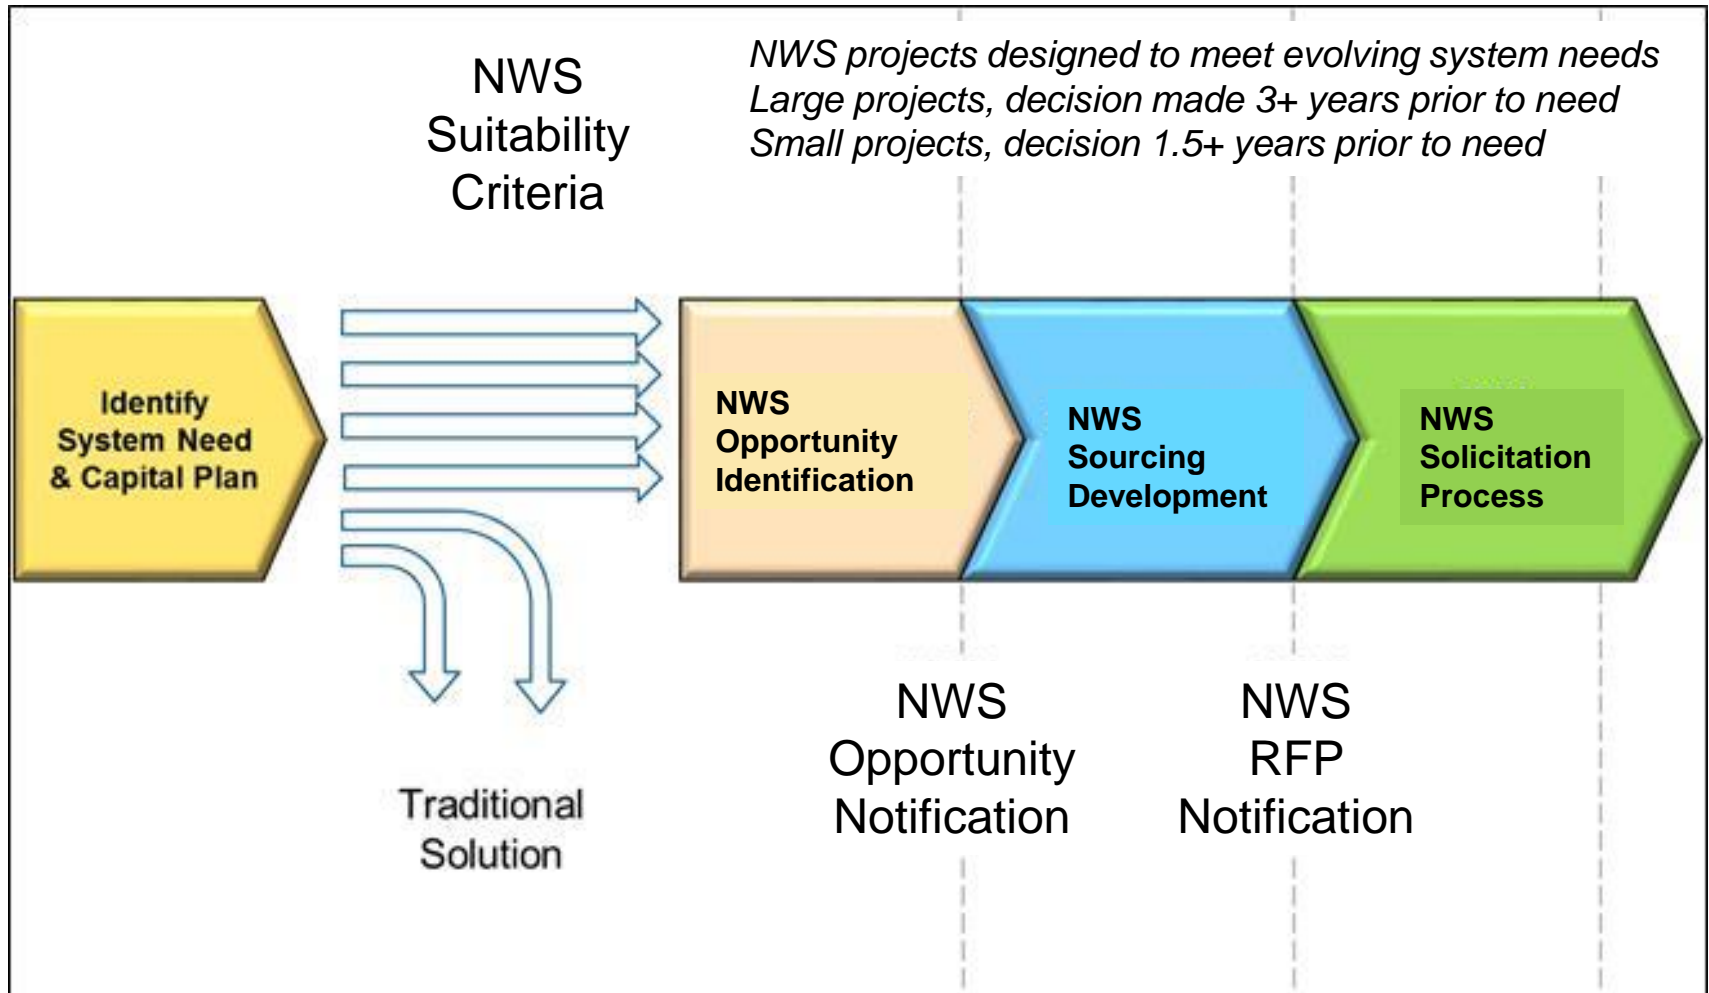 NWS
Suitability
Criteria
NWS projects designed to meet evolving system needs
Large projects, decision made 3+ years prior to need
Small projects, decision 1.5+ years prior to need
Identify
System Need
& Capital Plan
NWS
Opportunity
Identification
NWS
Sourcing
Development
NWS
Solicitation
Process
Traditional
Solution
NWS
Opportunity
Notification
NWS
RFP
Notification